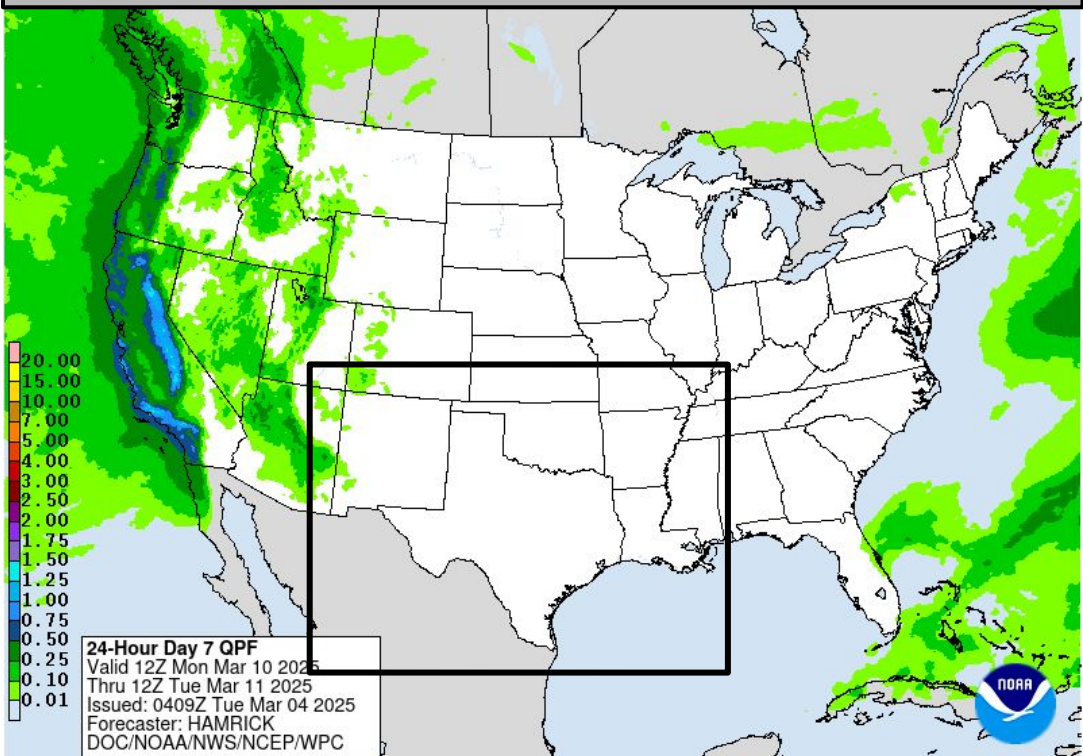 20.00
15.00
10.00
7.00
5.00
4.00
3.00
2.50
2.00
1.75
1.50
1.25
1.00
0.75
0.50
0.25
0.10
0.01
24-Hour Day 7 QPF
Valid 12Z Mon Mar 10 2025
Thru 12Z Tue Mar 11 2025
Issued: 0409Z Tue Mar 04 2025
Forecaster: HAMRICK
DOC/NOAA/NWS/NCEP/WPC
NOAA